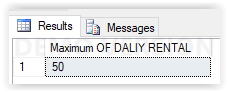 Results Messages
Maximum OF DALIY RENTAL
1 50